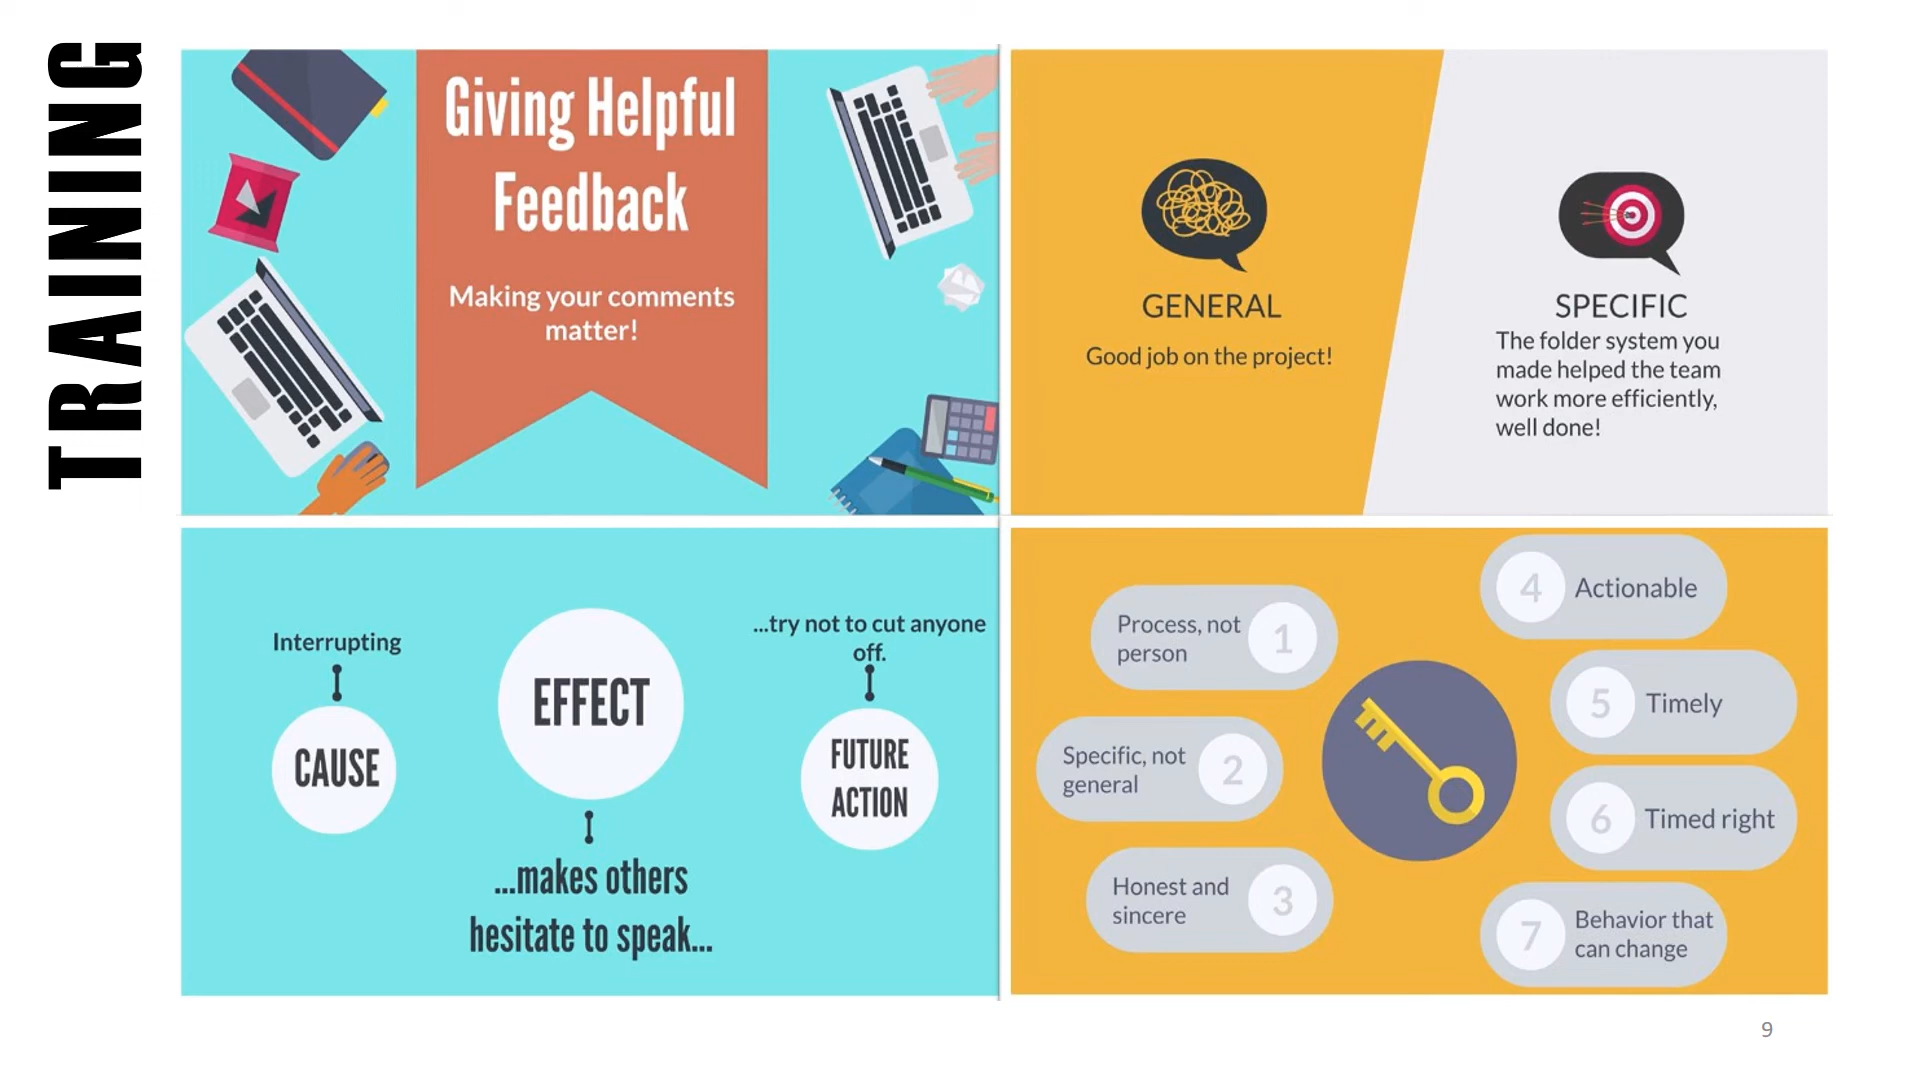 TRAINING
Giving Helpful
Feedback
Making your comments
matter!
GENERAL
Good job on the project!
SPECIFIC
The folder system you
made helped the team
work more efficiently,
well done!
Interrupting
CAUSE
EFFECT
...makes others
hesitate to speak...
...try not to cut anyone
off.
FUTURE
ACTION
Process, not
person
1
Specific, not
general
2
Honest and
sincere
3
4 Actionable
5 Timely
6 Timed right
7 Behavior that
can change
9